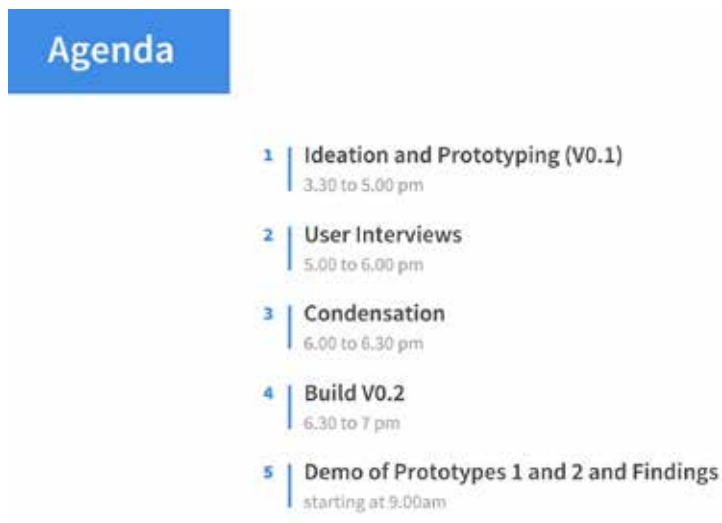 Agenda
1
Ideation and Prototyping (V0.1)
3.30 to 5.00 pm
2
User Interviews
5.00 to 6.00 pm
3
Condensation
6.00 to 6.30 pm
4
Build V0.2
6.30 to 7 pm
5
Demo of Prototypes 1 and 2 and Findings
starting at 9.00am